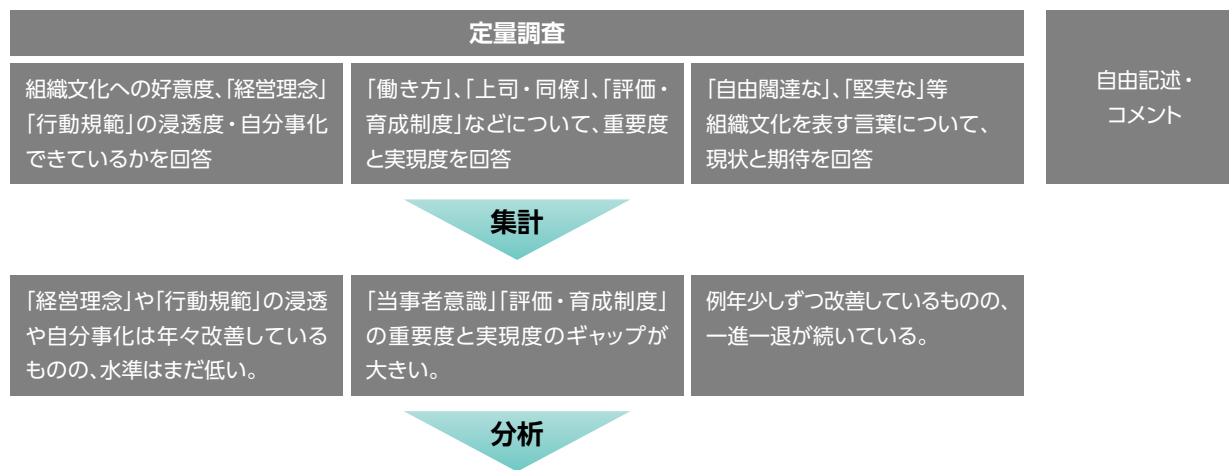 定量調査
組織文化への好意度、「経営理念」
「行動規範」の浸透度・自分事化
できているかを回答
「働き方」、「上司・同僚」、「評価・
育成制度」などについて、重要度
と実現度を回答
「自由闊達な」、「堅実な」等
組織文化を表す言葉について、
現状と期待を回答
自由記述・
コメント
集計
「経営理念」や「行動規範」の浸透
や自分事化は年々改善している
ものの、水準はまだ低い。
「当事者意識」「評価・育成制度」
の重要度と実現度のギャップが
大きい。
例年少しずつ改善しているものの、
一進一退が続いている。
分析